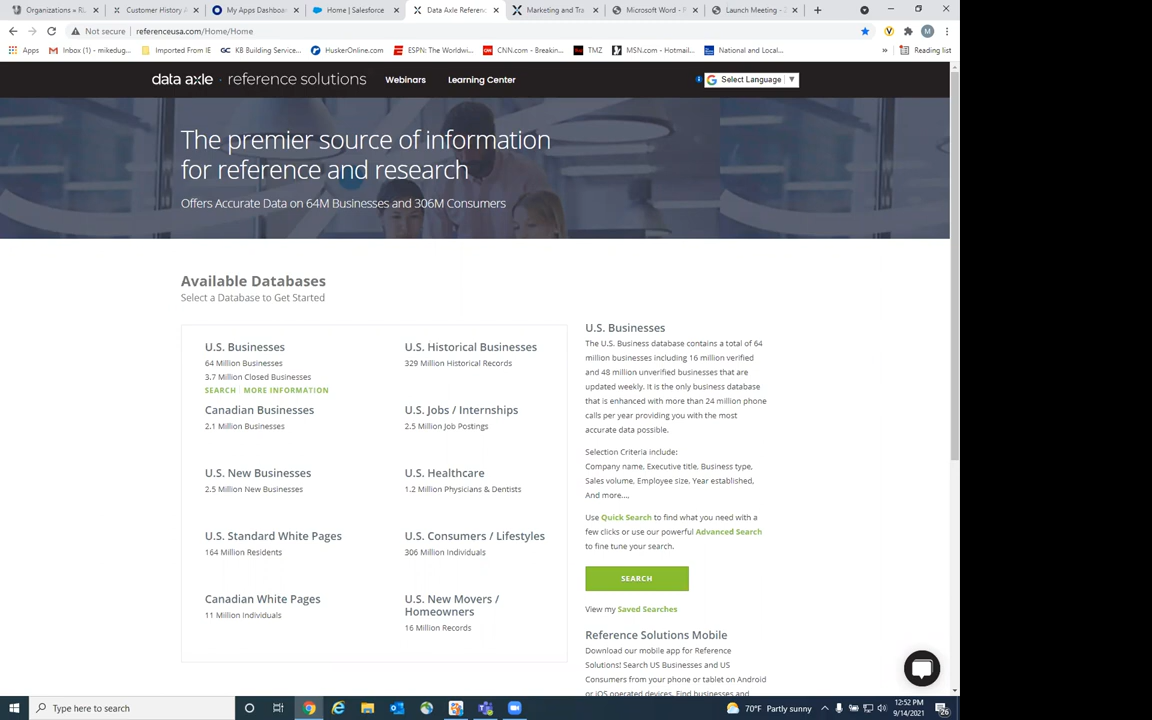 Organizations » Ri
Customer History A
My Apps Dashboa
Home | Salesforce
Data Axle Referenc
Marketing and Tra
Microsoft Word - R
Launch Meeting - Z
Not secure
referenceusa.com/Home/Home
Apps
Inbox (1) - mikedug...
Imported From IE
KB Building Service...
HuskerOnline.com
ESPN: The Worldwi...
CNN.com - Breakin...
TMZ
MSN.com - Hotmail...
National and Local...
»
Reading list
data axle · reference solutions
Webinars
Learning Center
Select Language ▼
The premier source of information
for reference and research
Offers Accurate Data on 64M Businesses and 306M Consumers
Available Databases
Select a Database to Get Started
U.S. Businesses
64 Million Businesses
3.7 Million Closed Businesses
SEARCH | MORE INFORMATION
U.S. Historical Businesses
329 Million Historical Records
Canadian Businesses
2.1 Million Businesses
U.S. Jobs / Internships
2.5 Million Job Postings
U.S. New Businesses
2.5 Million New Businesses
U.S. Healthcare
1.2 Million Physicians & Dentists
U.S. Standard White Pages
164 Million Residents
U.S. Consumers / Lifestyles
306 Million Individuals
Canadian White Pages
11 Million Individuals
U.S. New Movers /
Homeowners
16 Million Records
U.S. Businesses
The U.S. Business database contains a total of 64
million businesses including 16 million verified
and 48 million unverified businesses that are
updated weekly. It is the only business database
that is enhanced with more than 24 million phone
calls per year providing you with the most
accurate data possible.
Selection Criteria include:
Company name, Executive title, Business type,
Sales volume, Employee size, Year established,
And more....
Use Quick Search to find what you need with a
few clicks or use our powerful Advanced Search
to fine tune your search.
SEARCH
View my Saved Searches
Reference Solutions Mobile
Download our mobile app for Reference
Solutions! Search US Businesses and US
Consumers from your phone or tablet on Android
or iOS operated devices. Find businesses and
Type here to search
70°F Partly sunny
12:52 PM
9/14/2021
26